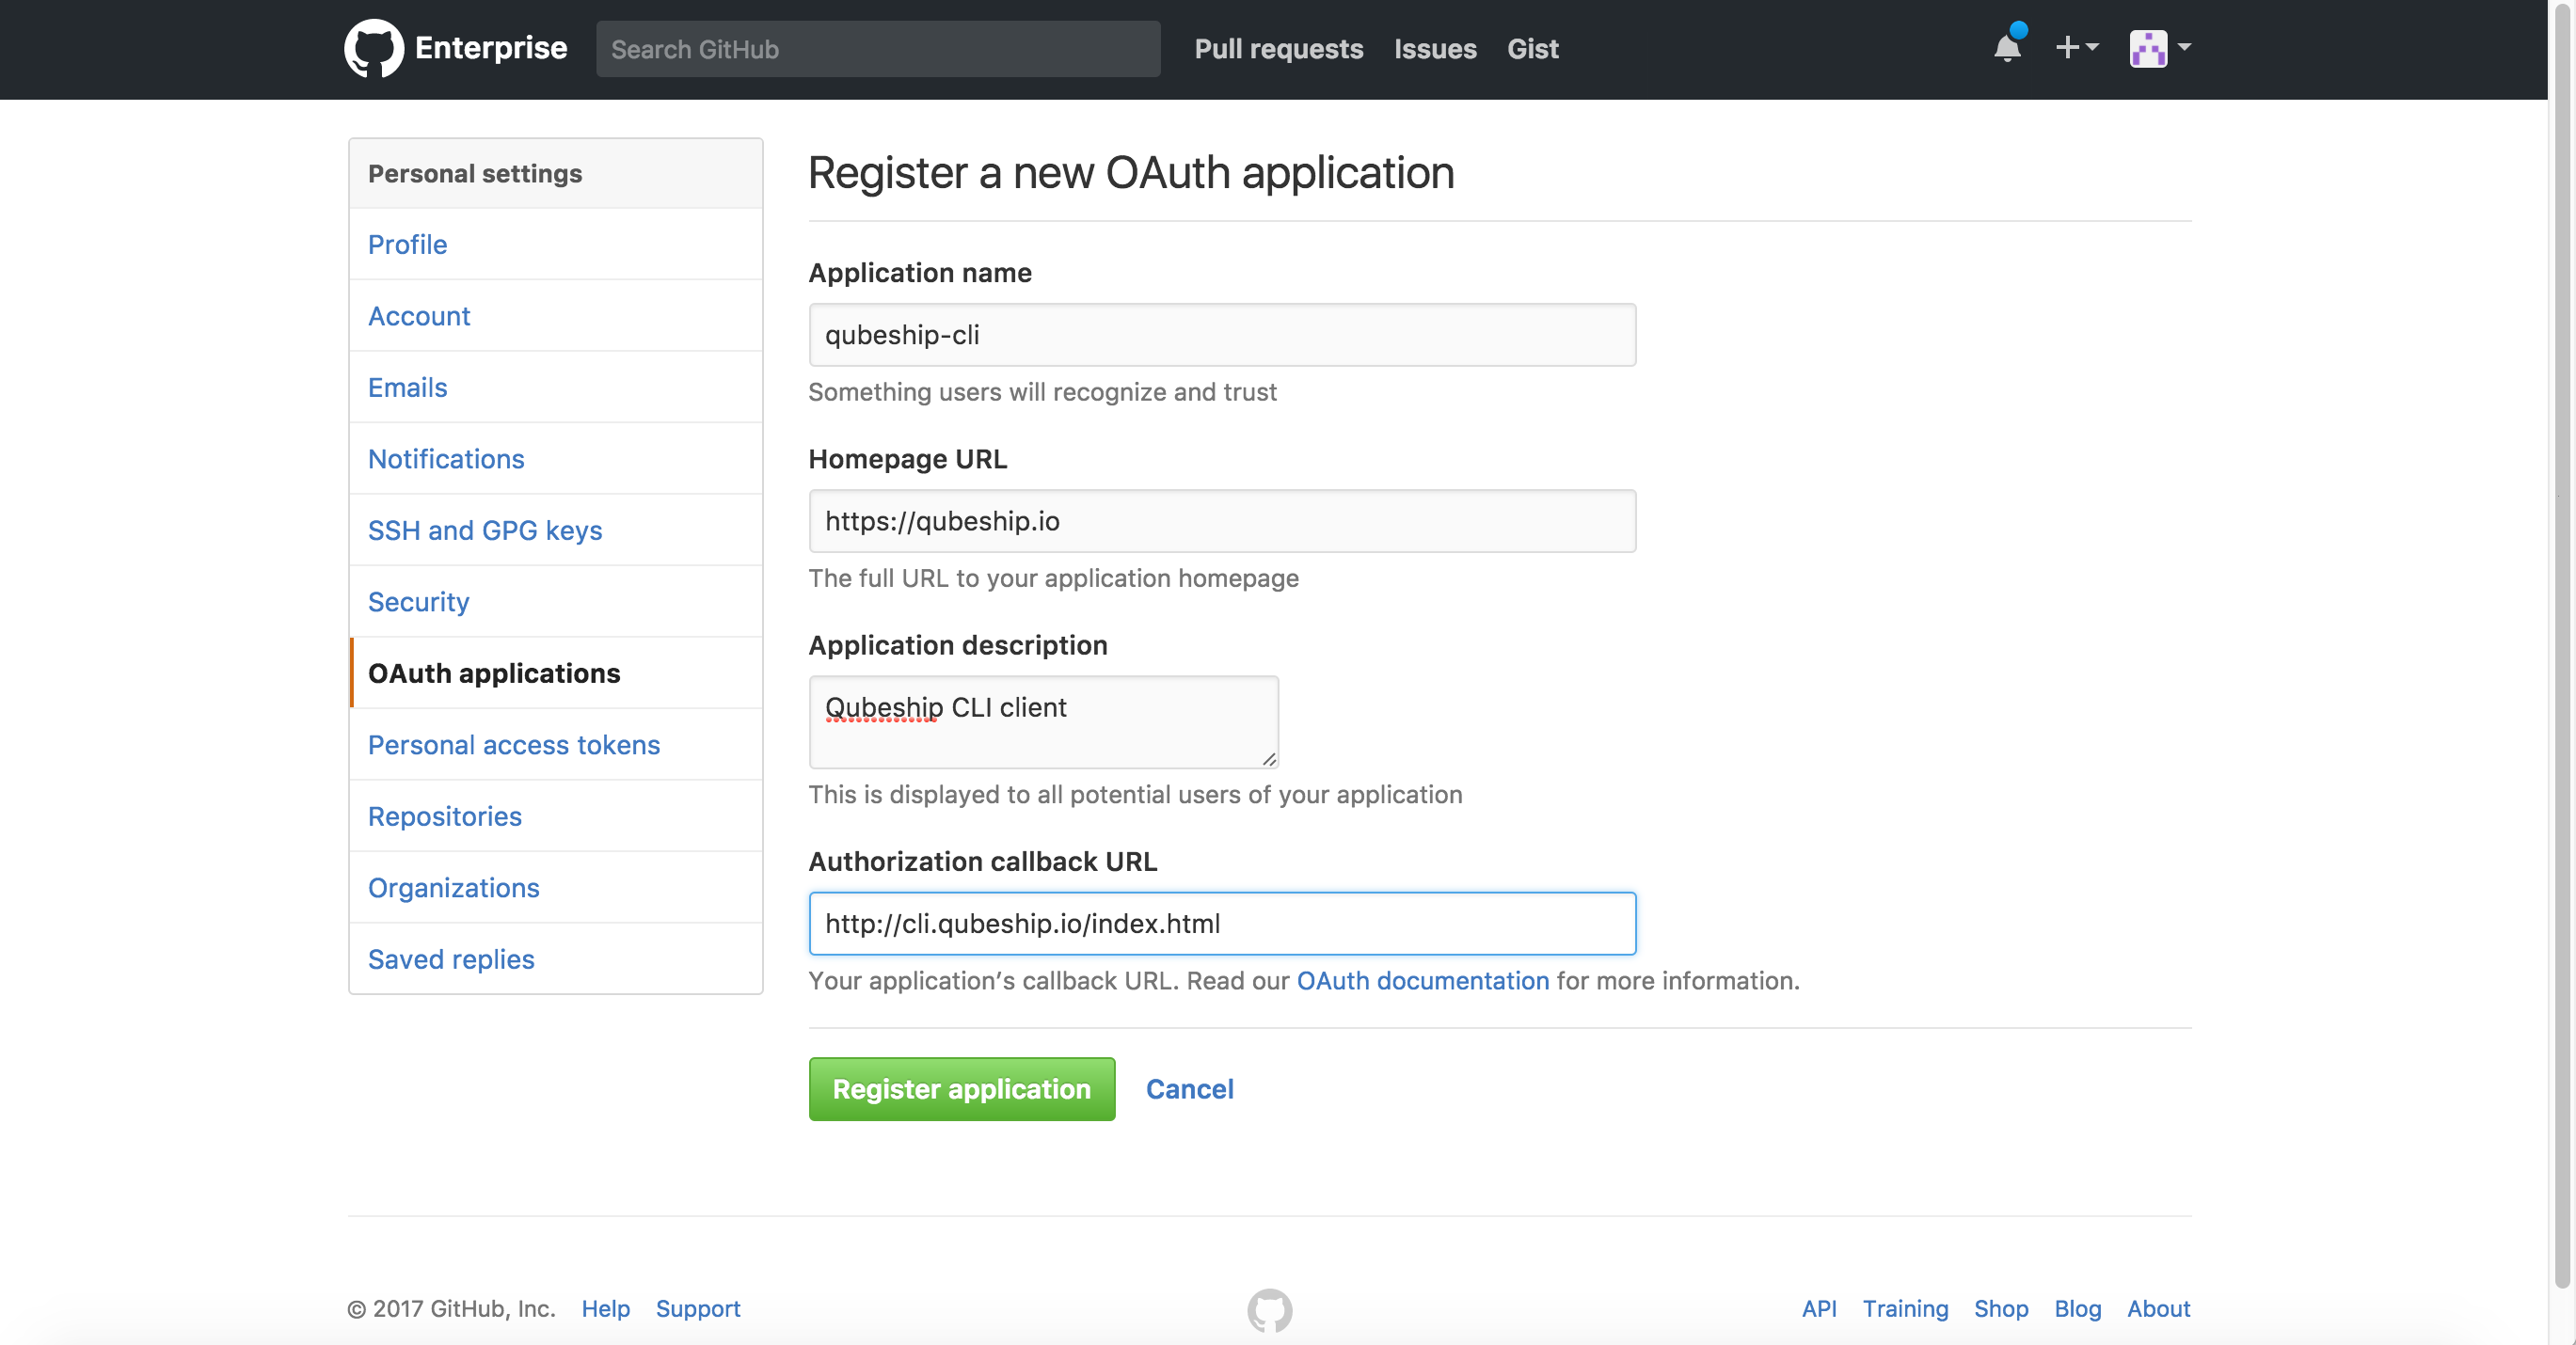 Enterprise
Search GitHub
Pull requests Issues Gist
Personal settings
Profile
Account
Emails
Notifications
SSH and GPG keys
Security
OAuth applications
Personal access tokens
Repositories
Organizations
Saved replies
Register a new OAuth application
Application name
qubeship-cli
Something users will recognize and trust
Homepage URL
https://qubeship.io
The full URL to your application homepage
Application description
Qubeship CLI client
This is displayed to all potential users of your application
Authorization callback URL
http://cli.qubeship.io/index.html
Your application’s callback URL. Read our OAuth documentation for more information.
Register application Cancel
© 2017 GitHub, Inc. Help Support
API Training Shop Blog About